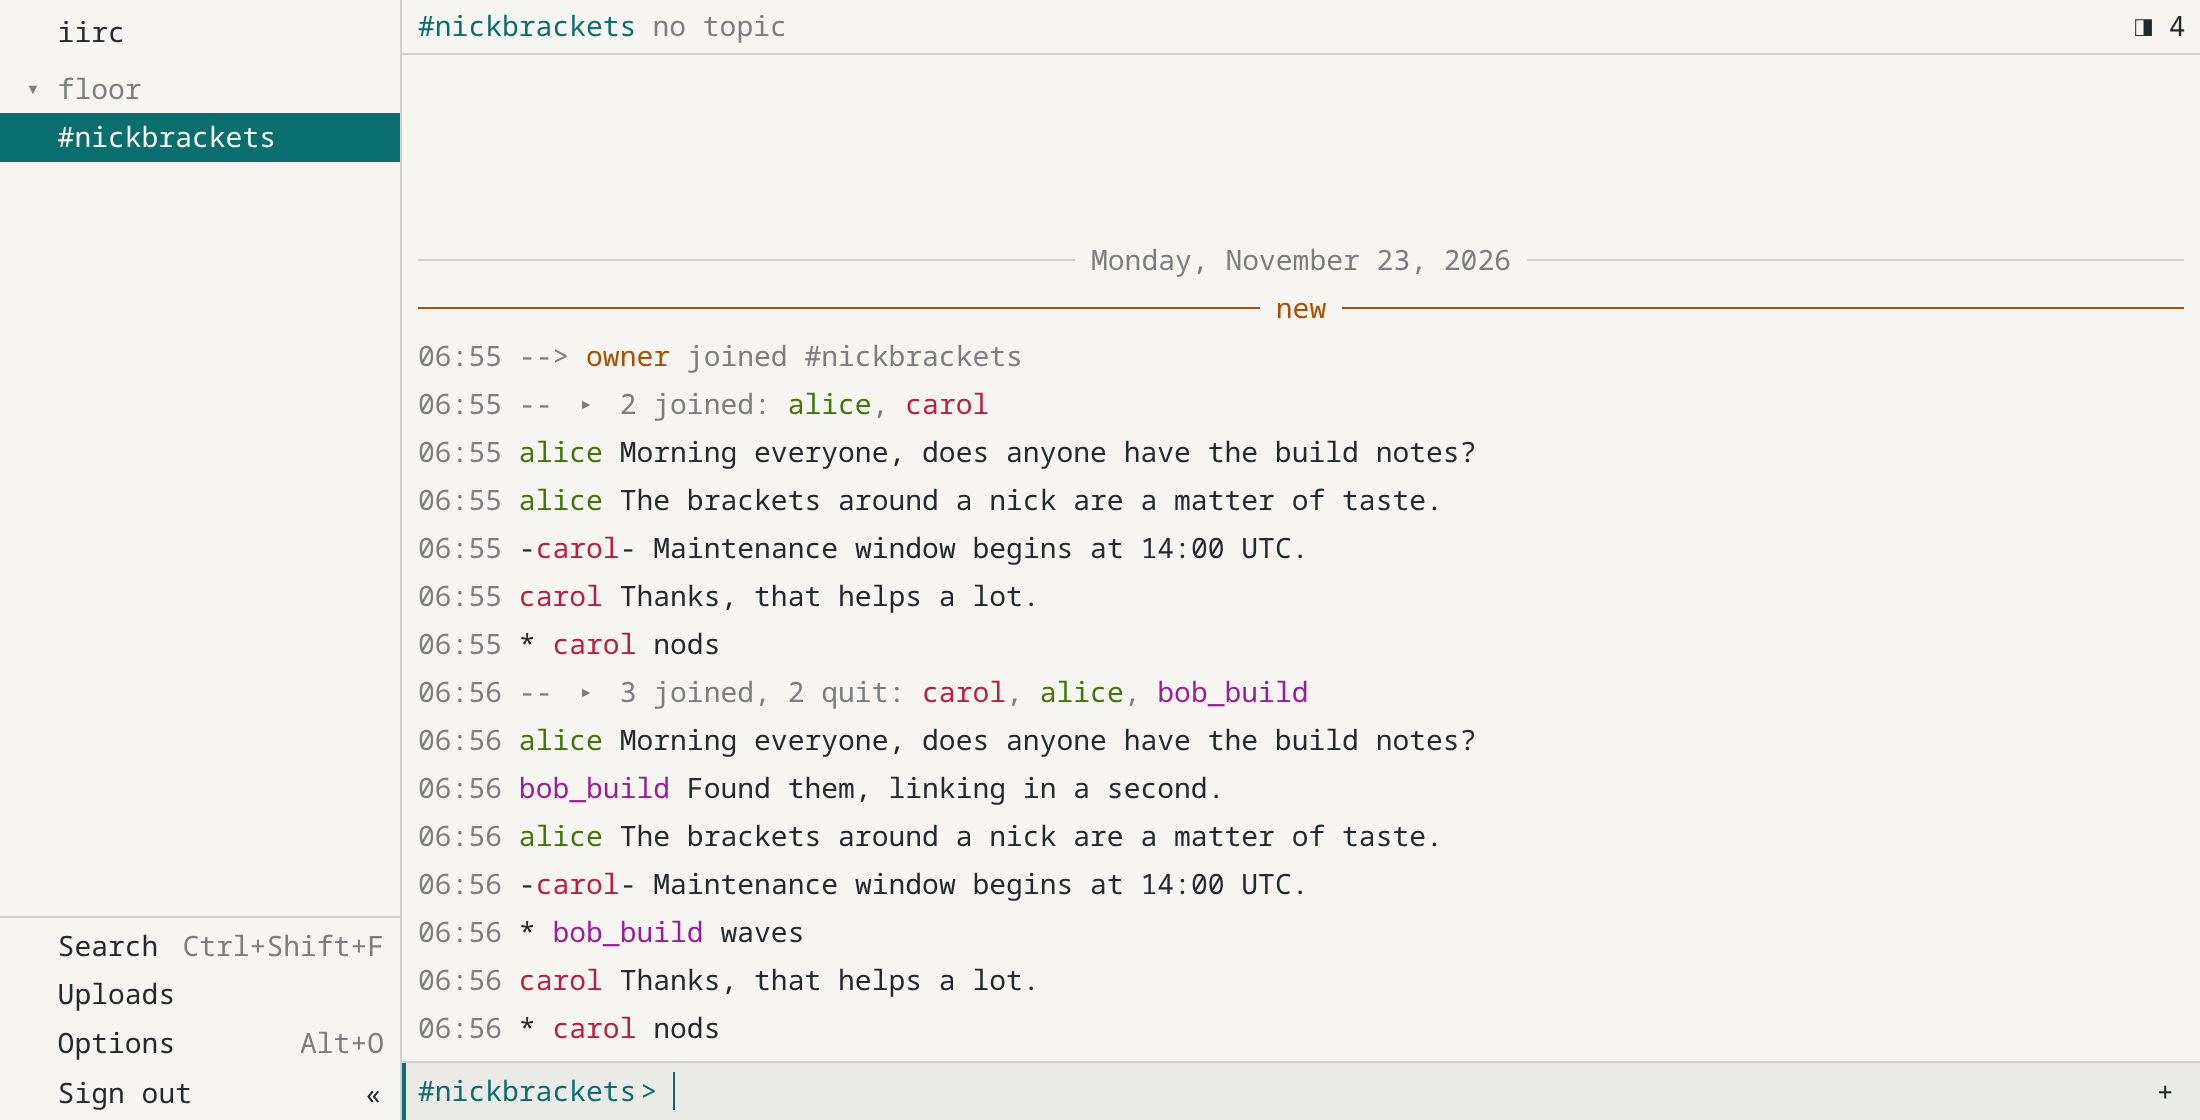 iirc
▾ floor
#nickbrackets
Search Ctrl+Shift+F
Uploads
Options Alt+O
Sign out «
#nickbrackets no topic ◨ 4
Monday, November 23, 2026
new
06:55 --> owner joined #nickbrackets
06:55 -- ▸ 2 joined: alice, carol
06:55 alice Morning everyone, does anyone have the build notes?
06:55 alice The brackets around a nick are a matter of taste.
06:55 -carol- Maintenance window begins at 14:00 UTC.
06:55 carol Thanks, that helps a lot.
06:55 * carol nods
06:56 -- ▸ 3 joined, 2 quit: carol, alice, bob_build
06:56 alice Morning everyone, does anyone have the build notes?
06:56 bob_build Found them, linking in a second.
06:56 alice The brackets around a nick are a matter of taste.
06:56 -carol- Maintenance window begins at 14:00 UTC.
06:56 * bob_build waves
06:56 carol Thanks, that helps a lot.
06:56 * carol nods
#nickbrackets> +